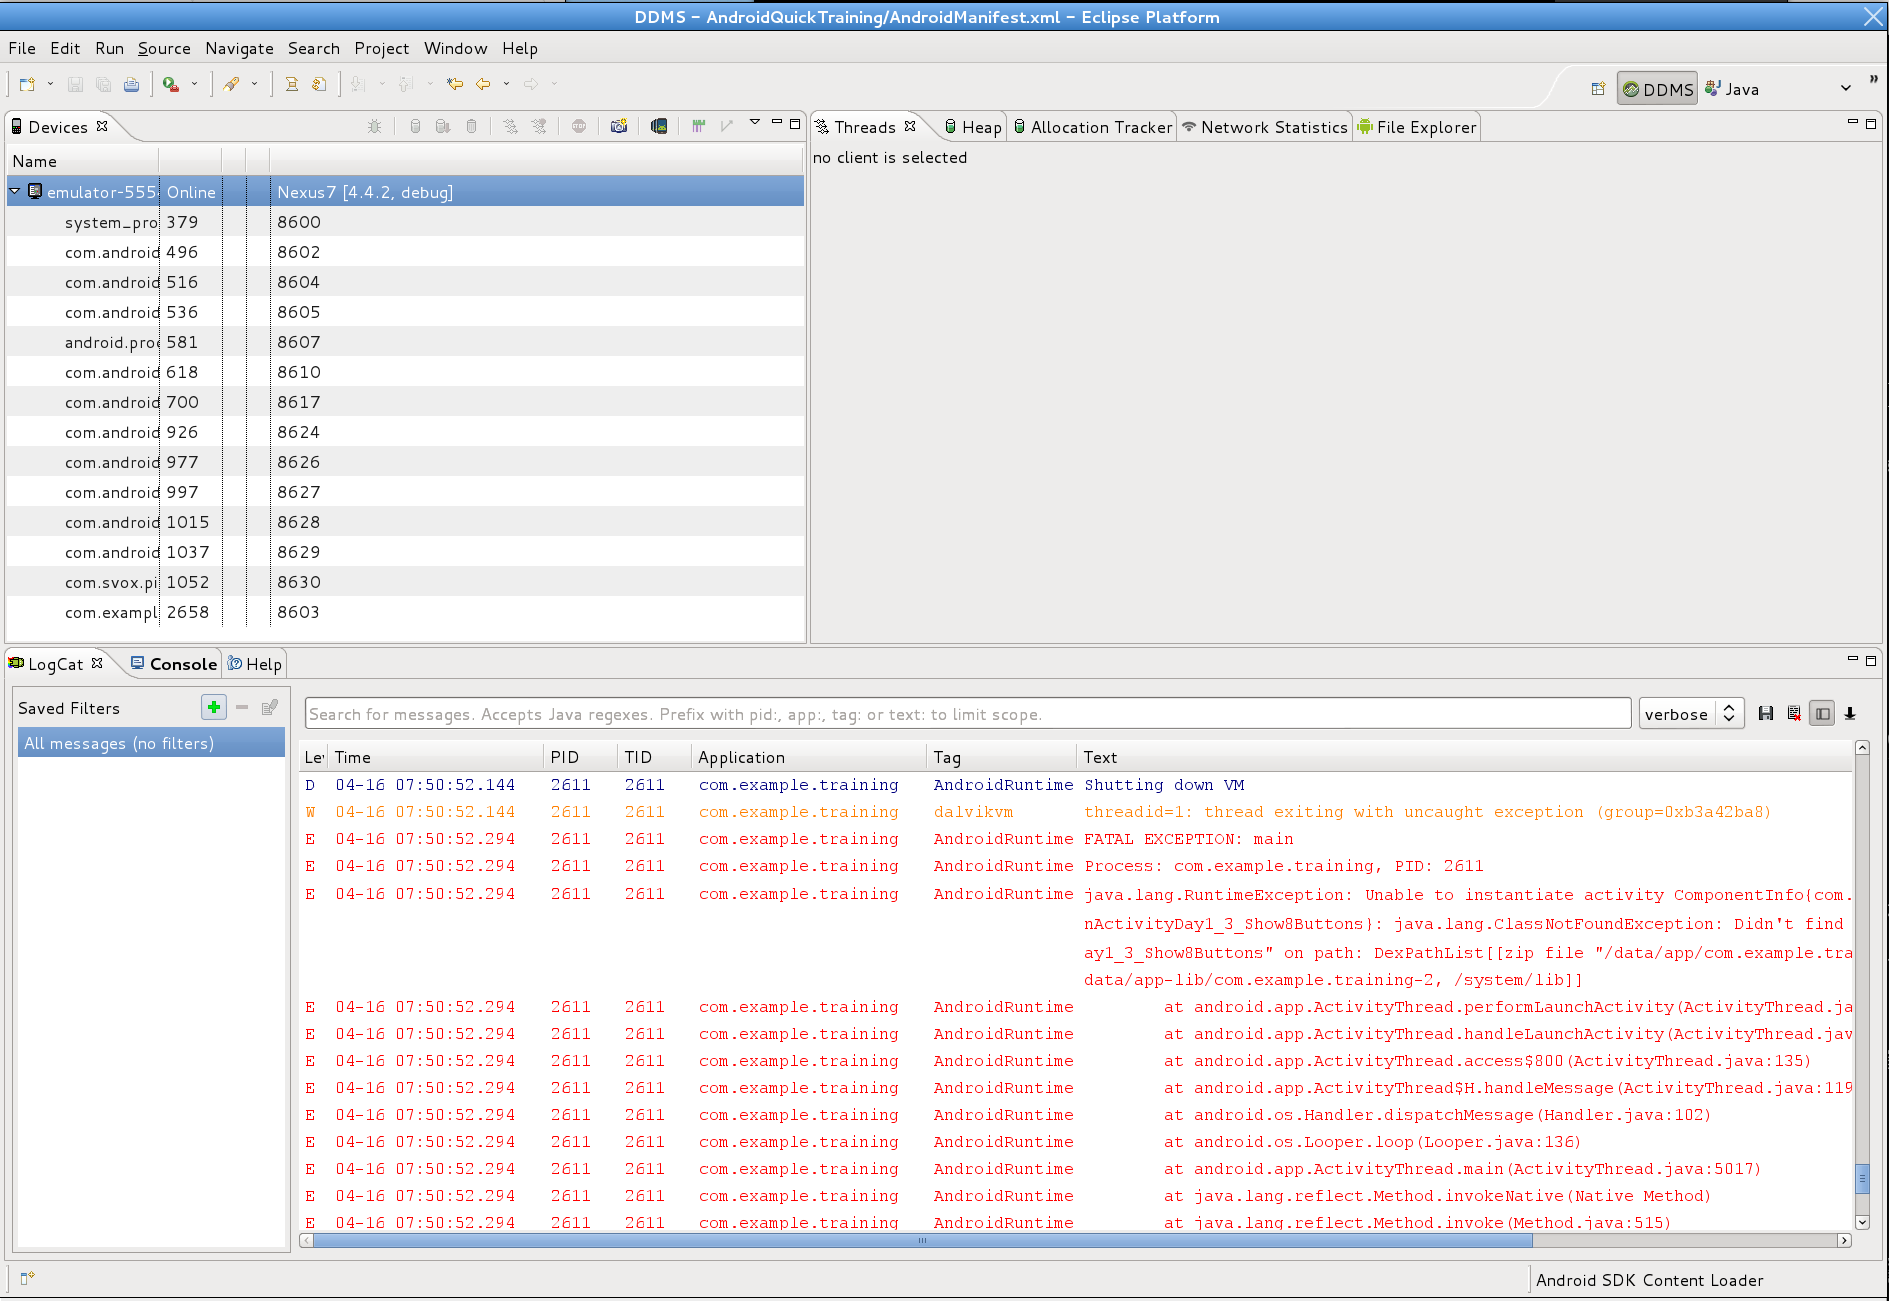 DDMS - AndroidQuickTraining/AndroidManifest.xml - Eclipse Platform
File Edit Run Source Navigate Search Project Window Help
DDMS Java
Devices
Name
emulator-555 Online Nexus7 [4.4.2, debug]
system_pro 379 8600
com.android 496 8602
com.android 516 8604
com.android 536 8605
android.pro 581 8607
com.android 618 8610
com.android 700 8617
com.android 926 8624
com.android 977 8626
com.android 997 8627
com.android 1015 8628
com.android 1037 8629
com.svox.pi 1052 8630
com.exampl 2658 8603
Threads Heap Allocation Tracker Network Statistics File Explorer
no client is selected
LogCat Console Help
Saved Filters
All messages (no filters)
Search for messages. Accepts Java regexes. Prefix with pid:, app:, tag: or text: to limit scope.
verbose
Le Time PID TID Application Tag Text
D 04-16 07:50:52.144 2611 2611 com.example.training AndroidRuntime Shutting down VM
W 04-16 07:50:52.144 2611 2611 com.example.training dalvikvm threadid=1: thread exiting with uncaught exception (group=0xb3a42ba8)
E 04-16 07:50:52.294 2611 2611 com.example.training AndroidRuntime FATAL EXCEPTION: main
E 04-16 07:50:52.294 2611 2611 com.example.training AndroidRuntime Process: com.example.training, PID: 2611
E 04-16 07:50:52.294 2611 2611 com.example.training AndroidRuntime java.lang.RuntimeException: Unable to instantiate activity ComponentInfo{com.
nActivityDay1_3_Show8Buttons}: java.lang.ClassNotFoundException: Didn't find
ay1_3_Show8Buttons" on path: DexPathList[[zip file "/data/app/com.example.tra
data/app-lib/com.example.training-2, /system/lib]]
E 04-16 07:50:52.294 2611 2611 com.example.training AndroidRuntime at android.app.ActivityThread.performLaunchActivity(ActivityThread.ja
E 04-16 07:50:52.294 2611 2611 com.example.training AndroidRuntime at android.app.ActivityThread.handleLaunchActivity(ActivityThread.jav
E 04-16 07:50:52.294 2611 2611 com.example.training AndroidRuntime at android.app.ActivityThread.access$800(ActivityThread.java:135)
E 04-16 07:50:52.294 2611 2611 com.example.training AndroidRuntime at android.app.ActivityThread$H.handleMessage(ActivityThread.java:119
E 04-16 07:50:52.294 2611 2611 com.example.training AndroidRuntime at android.os.Handler.dispatchMessage(Handler.java:102)
E 04-16 07:50:52.294 2611 2611 com.example.training AndroidRuntime at android.os.Looper.loop(Looper.java:136)
E 04-16 07:50:52.294 2611 2611 com.example.training AndroidRuntime at android.app.ActivityThread.main(ActivityThread.java:5017)
E 04-16 07:50:52.294 2611 2611 com.example.training AndroidRuntime at java.lang.reflect.Method.invokeNative(Native Method)
E 04-16 07:50:52.294 2611 2611 com.example.training AndroidRuntime at java.lang.reflect.Method.invoke(Method.java:515)
Android SDK Content Loader